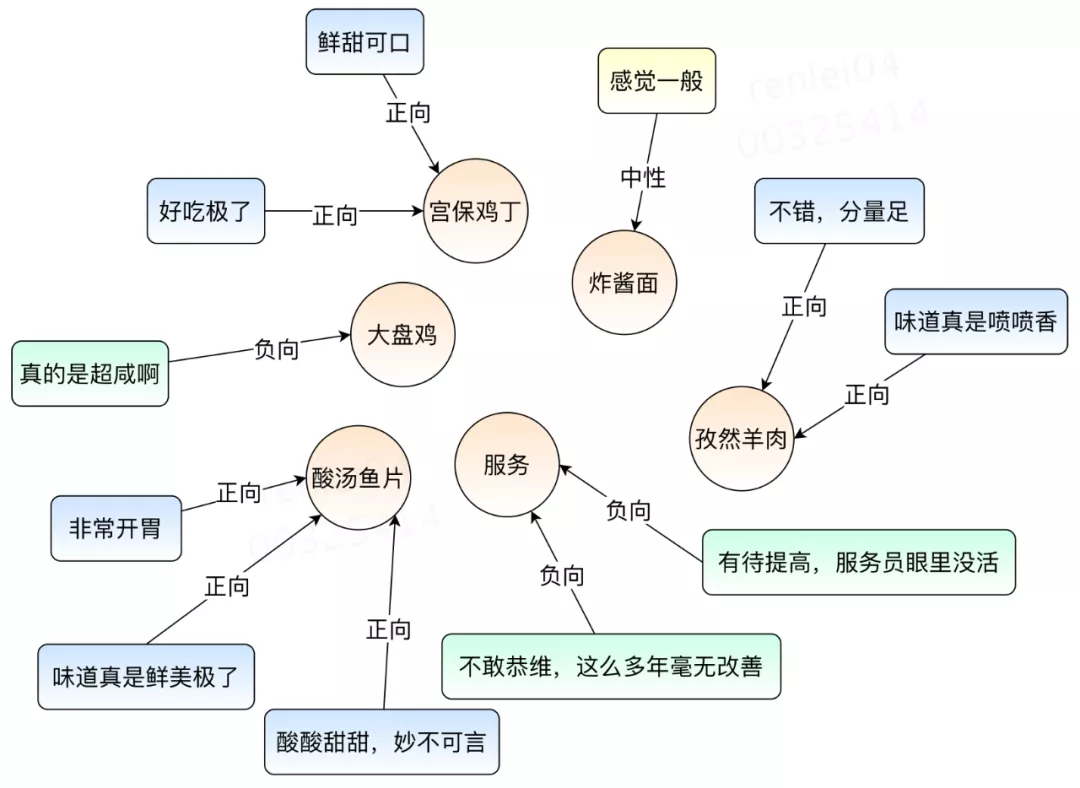 鲜甜可口
感觉一般
renlei04
00325414
正向
中性
好吃极了
正向
宫保鸡丁
不错，分量足
炸酱面
正向
味道真是喷喷香
大盘鸡
负向
真的是超咸啊
正向
孜然羊肉
酸汤鱼片
服务
正向
非常开胃
负向
有待提高，服务员眼里没活
负向
正向
正向
不敢恭维，这么多年毫无改善
味道真是鲜美极了
酸酸甜甜，妙不可言